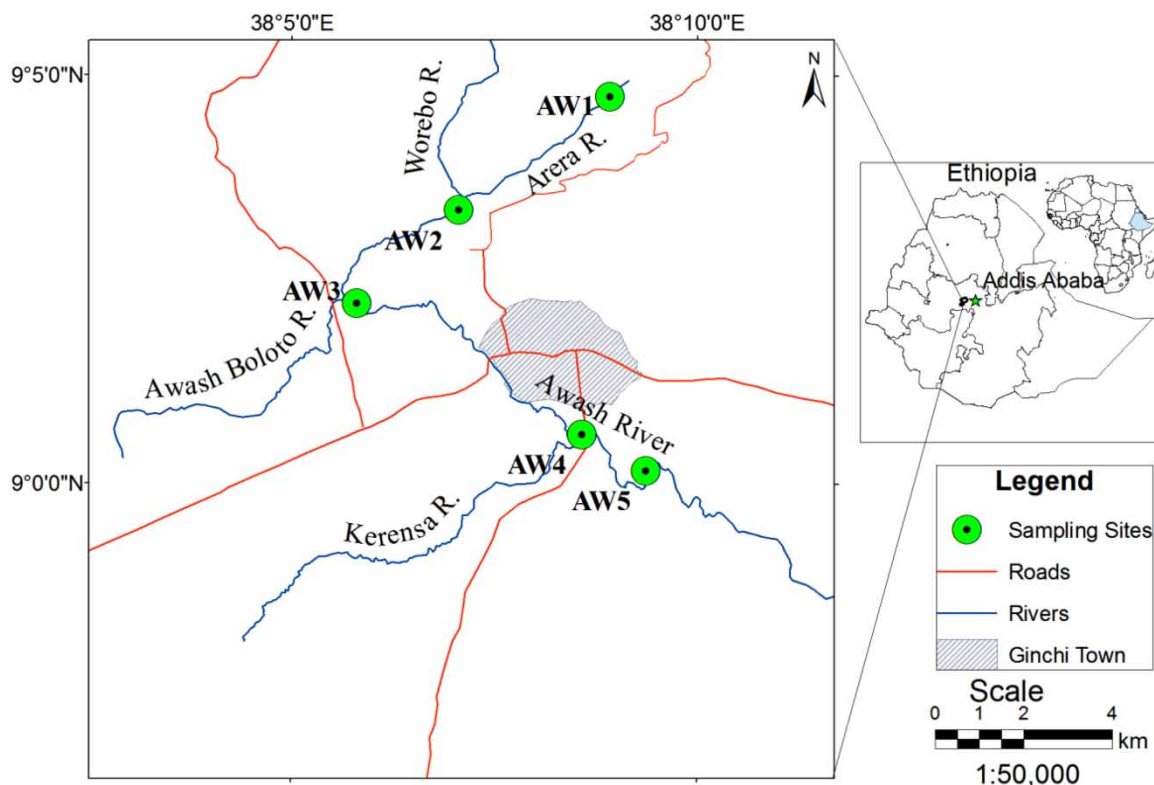 38°5'0"E
38°10'0"E
9°5'0"N
9°0'0"N
N
Worebo R.
AW1
Arera R.
AW2
AW3
Awash Boloto R.
Awash River
AW4
AW5
Kerensa R.
Ethiopia
Addis Ababa
Legend
Sampling Sites
Roads
Rivers
Ginchi Town
Scale
0 1 2 4
km
1:50,000